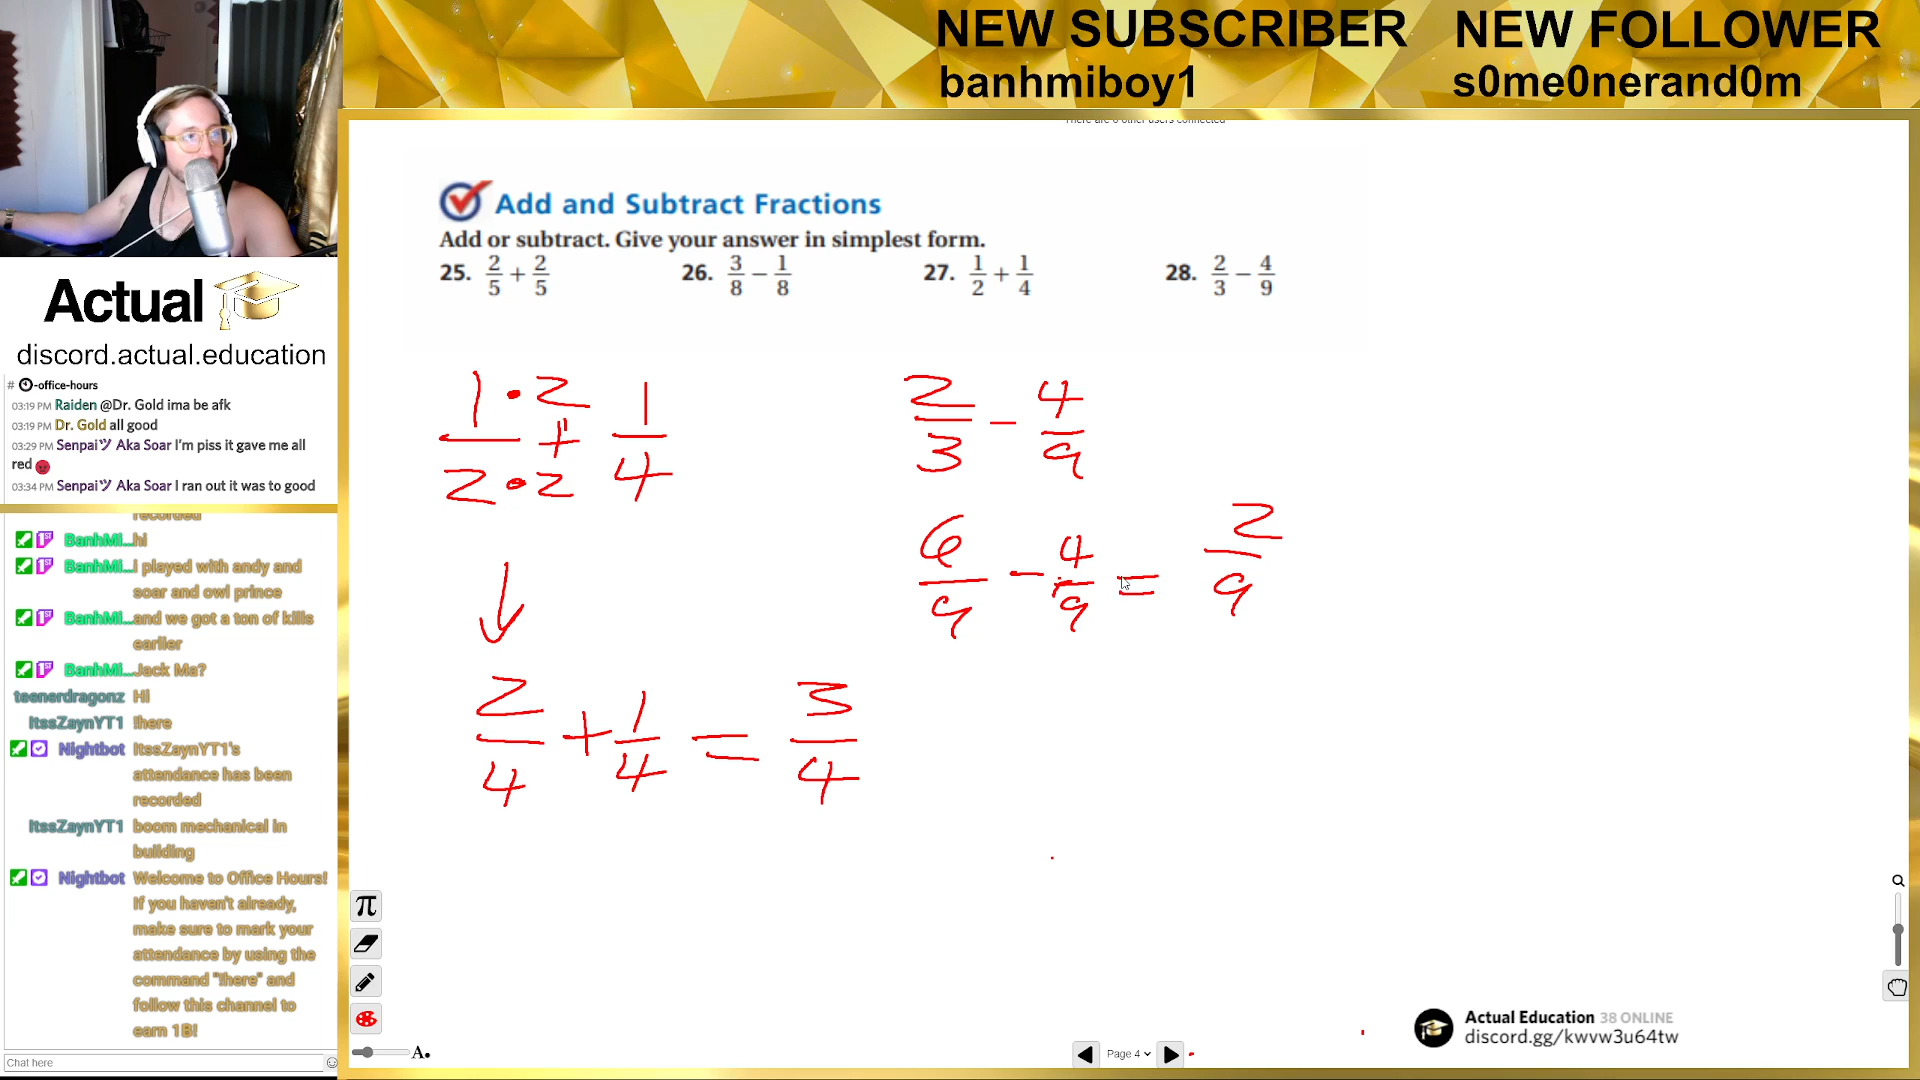 NEW SUBSCRIBER
banhmiboy1
NEW FOLLOWER
s0me0nerand0m
There are 6 other users connected
Add and Subtract Fractions
Add or subtract. Give your answer in simplest form.
25. 2/5 + 2/5
26. 3/8 − 1/8
27. 1/2 + 1/4
28. 2/3 − 4/9
1•2/2•2 + 1/4
2/4 + 1/4 = 3/4
2/3 − 4/9
6/9 − 4/9 = 2/9
Actual
discord.actual.education
# -office-hours
03:19 PM Raiden @Dr. Gold ima be afk
03:19 PM Dr. Gold all good
03:29 PM Senpaiツ Aka Soar I'm piss it gave me all
red
03:34 PM Senpaiツ Aka Soar I ran out it was to good
recorded
BanhMi...hi
BanhMi...i played with andy and
soar and owl prince
BanhMi...and we got a ton of kills
earlier
BanhMi...Jack Ma?
teenerdragonz Hi
ItssZaynYT1 !here
Nightbot ItssZaynYT1's
attendance has been
recorded
ItssZaynYT1 boom mechanical in
building
Nightbot Welcome to Office Hours!
If you haven't already,
make sure to mark your
attendance by using the
command "!here" and
follow this channel to
earn 1B!
Chat here
π
A
Page 4
Actual Education 38 ONLINE
discord.gg/kwvw3u64tw